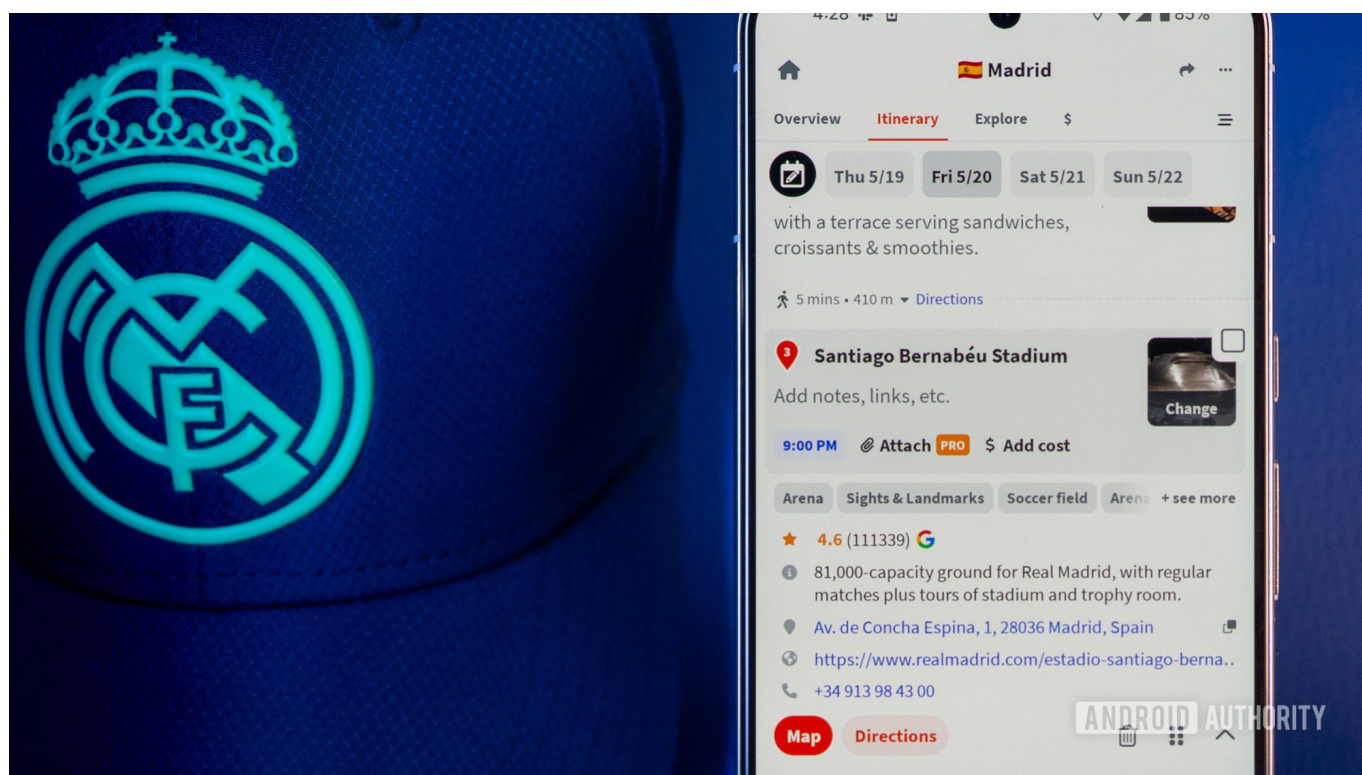 4:28
85%
🇪🇸 Madrid
Overview Itinerary Explore $
Thu 5/19 Fri 5/20 Sat 5/21 Sun 5/22
with a terrace serving sandwiches,
croissants & smoothies.
5 mins • 410 m Directions
3 Santiago Bernabéu Stadium
Add notes, links, etc.
Change
9:00 PM Attach PRO $ Add cost
Arena Sights & Landmarks Soccer field Arena + see more
4.6 (111339) G
81,000-capacity ground for Real Madrid, with regular
matches plus tours of stadium and trophy room.
Av. de Concha Espina, 1, 28036 Madrid, Spain
https://www.realmadrid.com/estadio-santiago-berna..
+34 913 98 43 00
Map Directions
ANDROID AUTHORITY